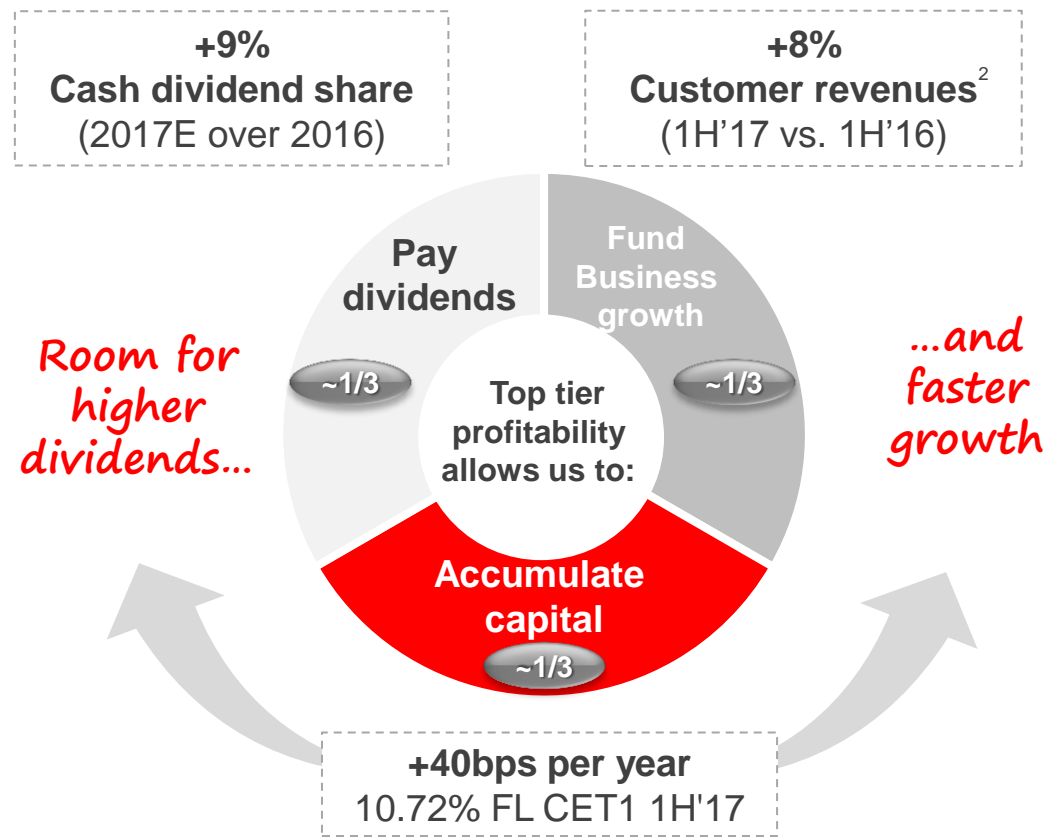 +9%
Cash dividend share
(2017E over 2016)
+8%
Customer revenues2
(1H’17 vs. 1H’16)
Pay
dividends
~1/3
Fund
Business
growth
~1/3
Room for
higher
dividends...
Top tier
profitability
allows us to:
...and
faster
growth
Accumulate
capital
~1/3
+40bps per year
10.72% FL CET1 1H'17